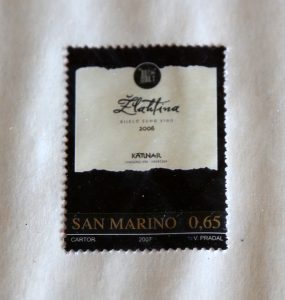 Žlahtina
BIJELO SUHO VINO
2006
KATUNAR
SAN MARINO 0,65
CARTOR 2007 V. PRADAL